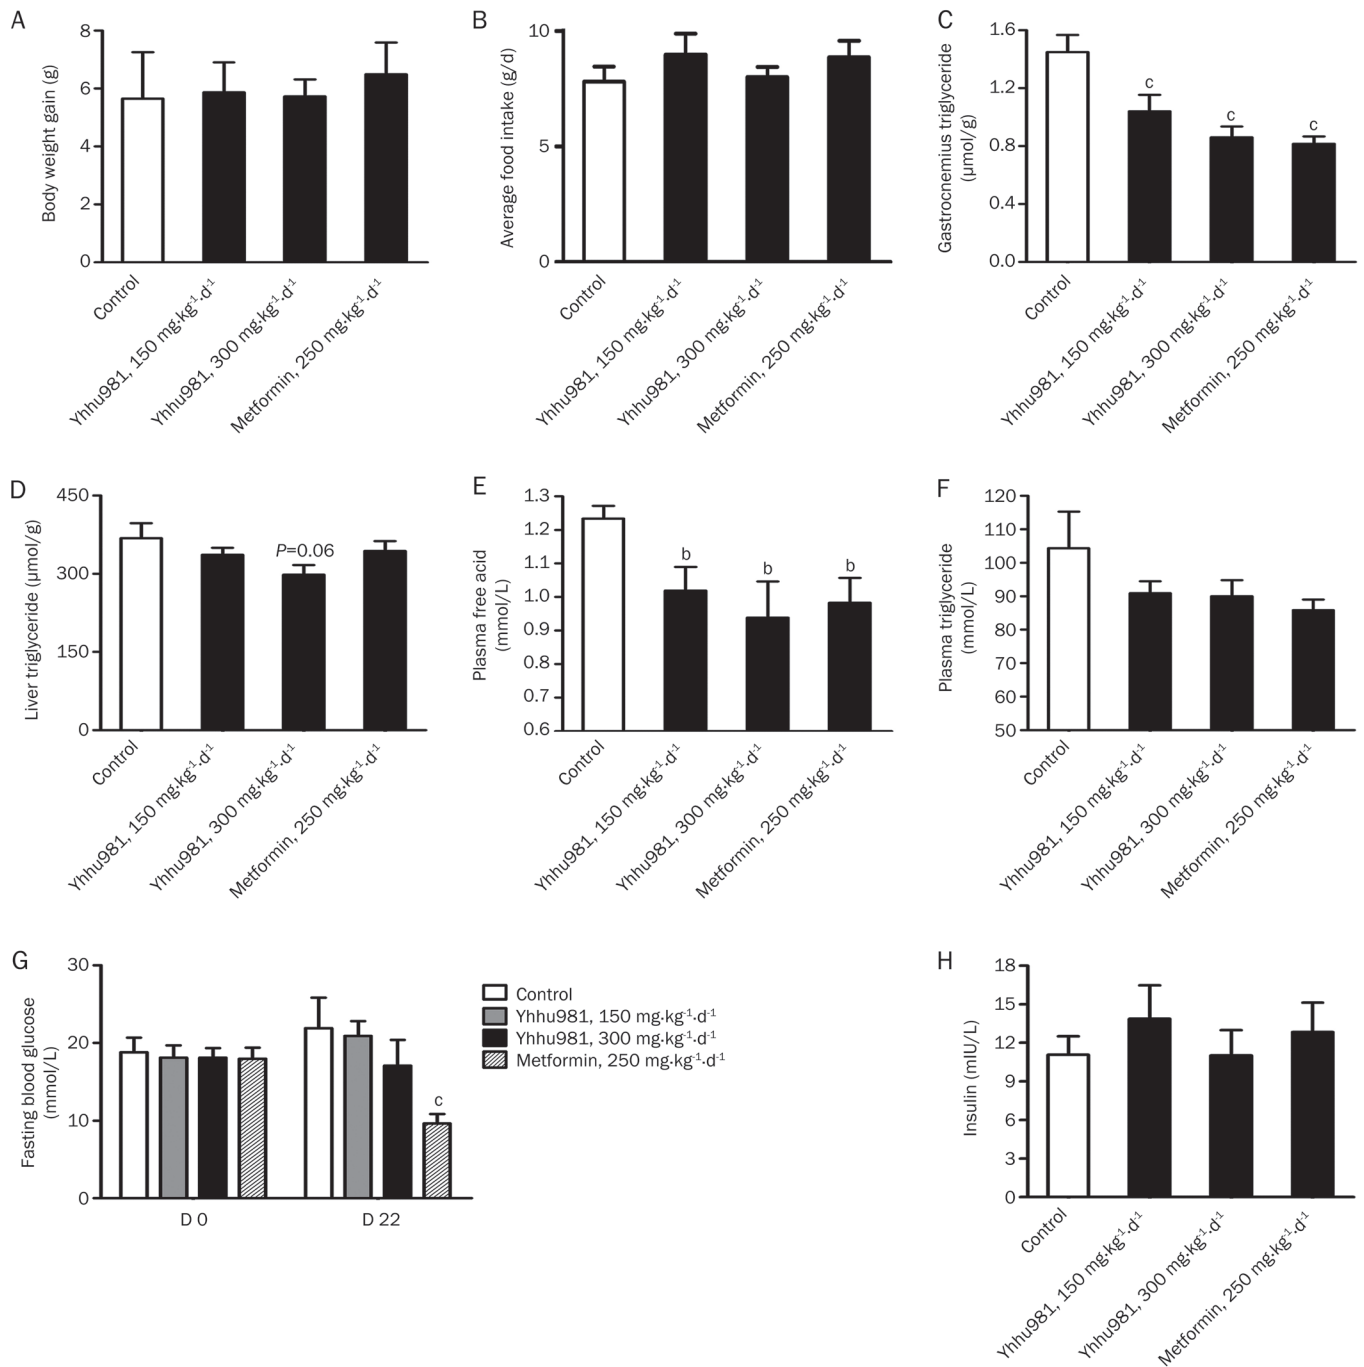 A
Body weight gain (g)
8
6
4
2
0
Control
Yhhu981, 150 mg·kg⁻¹·d⁻¹
Yhhu981, 300 mg·kg⁻¹·d⁻¹
Metformin, 250 mg·kg⁻¹·d⁻¹
B
Average food intake (g/d)
10
5
0
Control
Yhhu981, 150 mg·kg⁻¹·d⁻¹
Yhhu981, 300 mg·kg⁻¹·d⁻¹
Metformin, 250 mg·kg⁻¹·d⁻¹
C
Gastrocnemius triglyceride
(µmol/g)
1.6
1.2
0.8
0.4
0.0
c
c
c
Control
Yhhu981, 150 mg·kg⁻¹·d⁻¹
Yhhu981, 300 mg·kg⁻¹·d⁻¹
Metformin, 250 mg·kg⁻¹·d⁻¹
D
Liver triglyceride (µmol/g)
450
300
150
0
P=0.06
Control
Yhhu981, 150 mg·kg⁻¹·d⁻¹
Yhhu981, 300 mg·kg⁻¹·d⁻¹
Metformin, 250 mg·kg⁻¹·d⁻¹
E
Plasma free acid
(mmol/L)
1.3
1.2
1.1
1.0
0.9
0.8
0.7
0.6
b
b
b
Control
Yhhu981, 150 mg·kg⁻¹·d⁻¹
Yhhu981, 300 mg·kg⁻¹·d⁻¹
Metformin, 250 mg·kg⁻¹·d⁻¹
F
Plasma triglyceride
(mmol/L)
120
110
100
90
80
70
60
50
Control
Yhhu981, 150 mg·kg⁻¹·d⁻¹
Yhhu981, 300 mg·kg⁻¹·d⁻¹
Metformin, 250 mg·kg⁻¹·d⁻¹
G
Fasting blood glucose
(mmol/L)
30
20
10
0
c
D 0
D 22
Control
Yhhu981, 150 mg·kg⁻¹·d⁻¹
Yhhu981, 300 mg·kg⁻¹·d⁻¹
Metformin, 250 mg·kg⁻¹·d⁻¹
H
Insulin (mIU/L)
18
15
12
9
6
3
0
Control
Yhhu981, 150 mg·kg⁻¹·d⁻¹
Yhhu981, 300 mg·kg⁻¹·d⁻¹
Metformin, 250 mg·kg⁻¹·d⁻¹